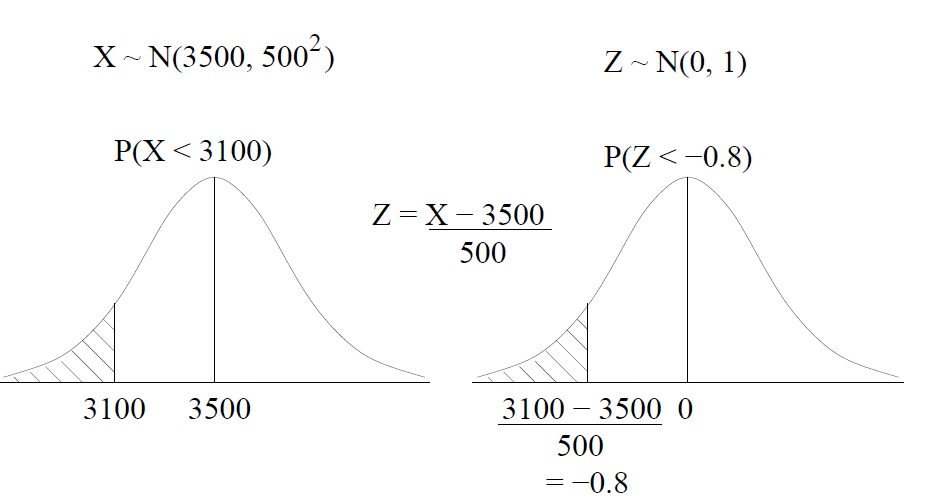 X ~ N(3500, 500²)
Z ~ N(0, 1)
P(X < 3100)
P(Z < −0.8)
Z = X − 3500
500
3100 3500
3100 − 3500 0
500
= −0.8